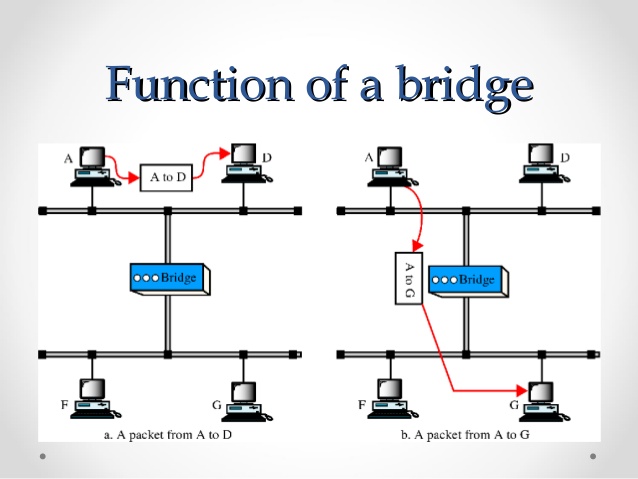 Function of a bridge
A
A to D
D
Bridge
F
G
a. A packet from A to D
A
D
A to G
Bridge
F
G
b. A packet from A to G